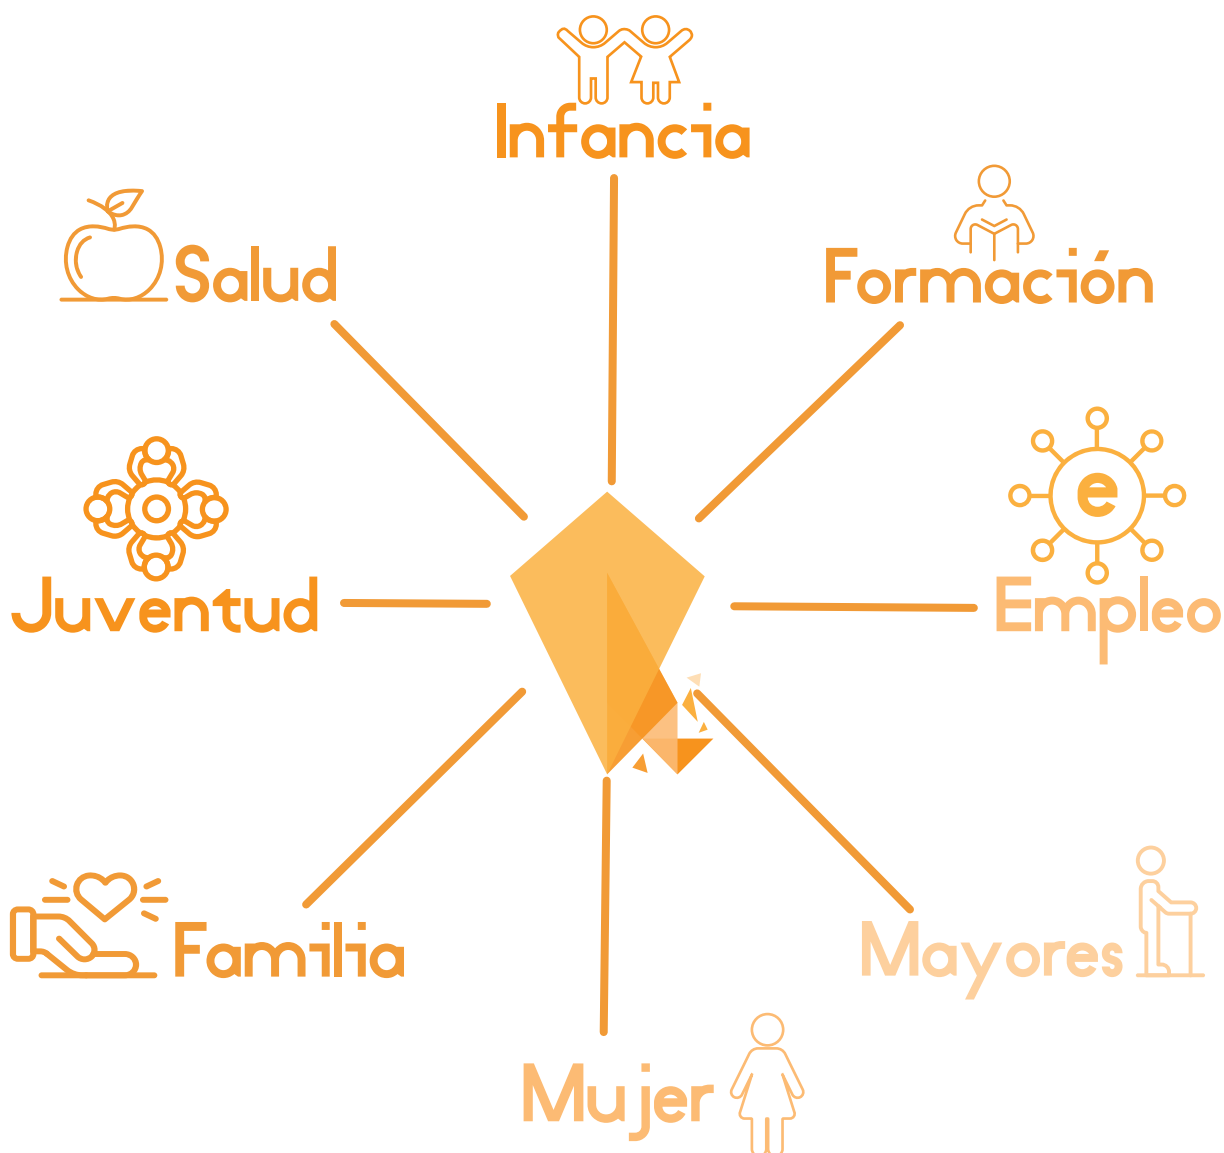 Infancia
Salud
Formación
e
Juventud
Empleo
Familia
Mayores
Mujer